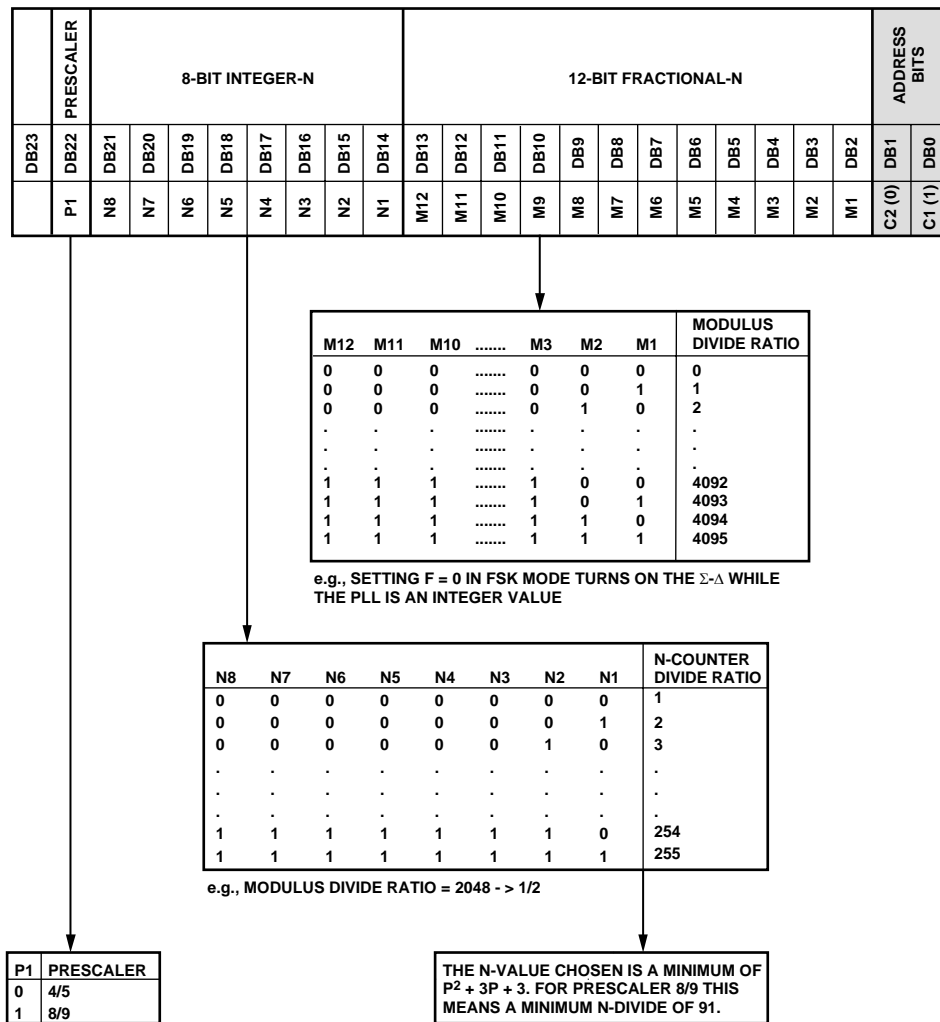 PRESCALER
8-BIT INTEGER-N
12-BIT FRACTIONAL-N
ADDRESS
BITS
DB23 DB22 DB21 DB20 DB19 DB18 DB17 DB16 DB15 DB14 DB13 DB12 DB11 DB10 DB9 DB8 DB7 DB6 DB5 DB4 DB3 DB2 DB1 DB0
P1 N8 N7 N6 N5 N4 N3 N2 N1 M12 M11 M10 M9 M8 M7 M6 M5 M4 M3 M2 M1 C2 (0) C1 (1)
MODULUS
M12 M11 M10 ....... M3 M2 M1 DIVIDE RATIO
0 0 0 ....... 0 0 0 0
0 0 0 ....... 0 0 1 1
0 0 0 ....... 0 1 0 2
. . . ....... . . . .
. . . ....... . . . .
. . . ....... . . . .
1 1 1 ....... 1 0 0 4092
1 1 1 ....... 1 0 1 4093
1 1 1 ....... 1 1 0 4094
1 1 1 ....... 1 1 1 4095
e.g., SETTING F = 0 IN FSK MODE TURNS ON THE Σ-Δ WHILE
THE PLL IS AN INTEGER VALUE
N-COUNTER
N8 N7 N6 N5 N4 N3 N2 N1 DIVIDE RATIO
0 0 0 0 0 0 0 0 1
0 0 0 0 0 0 0 1 2
0 0 0 0 0 0 1 0 3
. . . . . . . . .
. . . . . . . . .
. . . . . . . . .
1 1 1 1 1 1 1 0 254
1 1 1 1 1 1 1 1 255
e.g., MODULUS DIVIDE RATIO = 2048 - > 1/2
P1 PRESCALER
0 4/5
1 8/9
THE N-VALUE CHOSEN IS A MINIMUM OF
P² + 3P + 3. FOR PRESCALER 8/9 THIS
MEANS A MINIMUM N-DIVIDE OF 91.